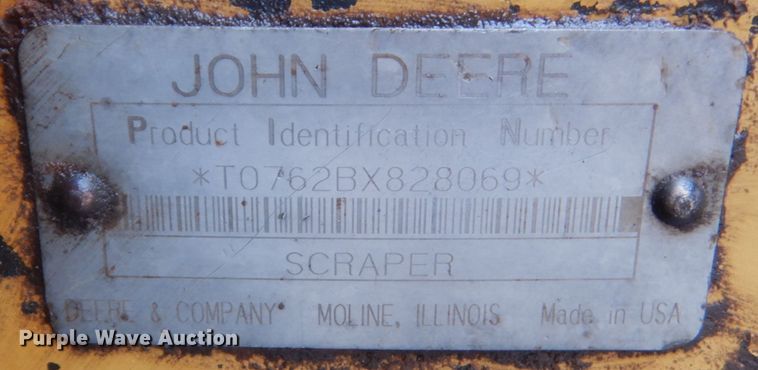 JOHN DEERE
Product Identification Number
*T0762BX828069*
SCRAPER
DEERE & COMPANY MOLINE, ILLINOIS Made in USA
Purple Wave Auction